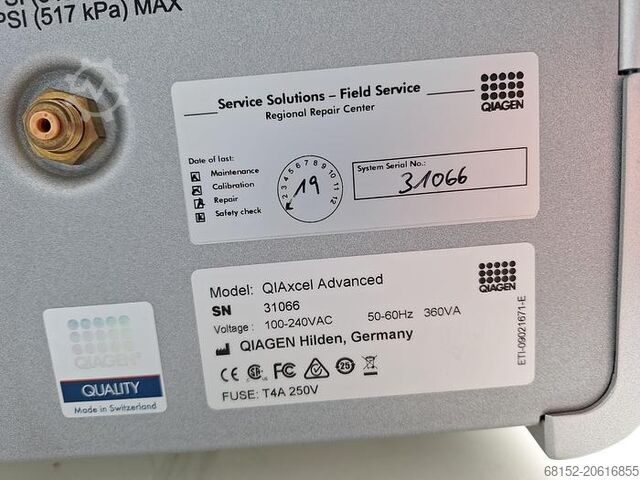 PSI (517 kPa) MAX
Service Solutions – Field Service
Regional Repair Center
QIAGEN
Date of last:
Maintenance
Calibration
Repair
Safety check
1 2 3 4 5 6 7 8 9 10 11 12
19
System Serial No.:
31066
Model: QIAxcel Advanced
SN 31066
Voltage : 100-240VAC 50-60Hz 360VA
QIAGEN Hilden, Germany
CE FC 25
FUSE: T4A 250V
QIAGEN
ETI-09021671-E
QIAGEN
QUALITY
Made in Switzerland
68152-20616855